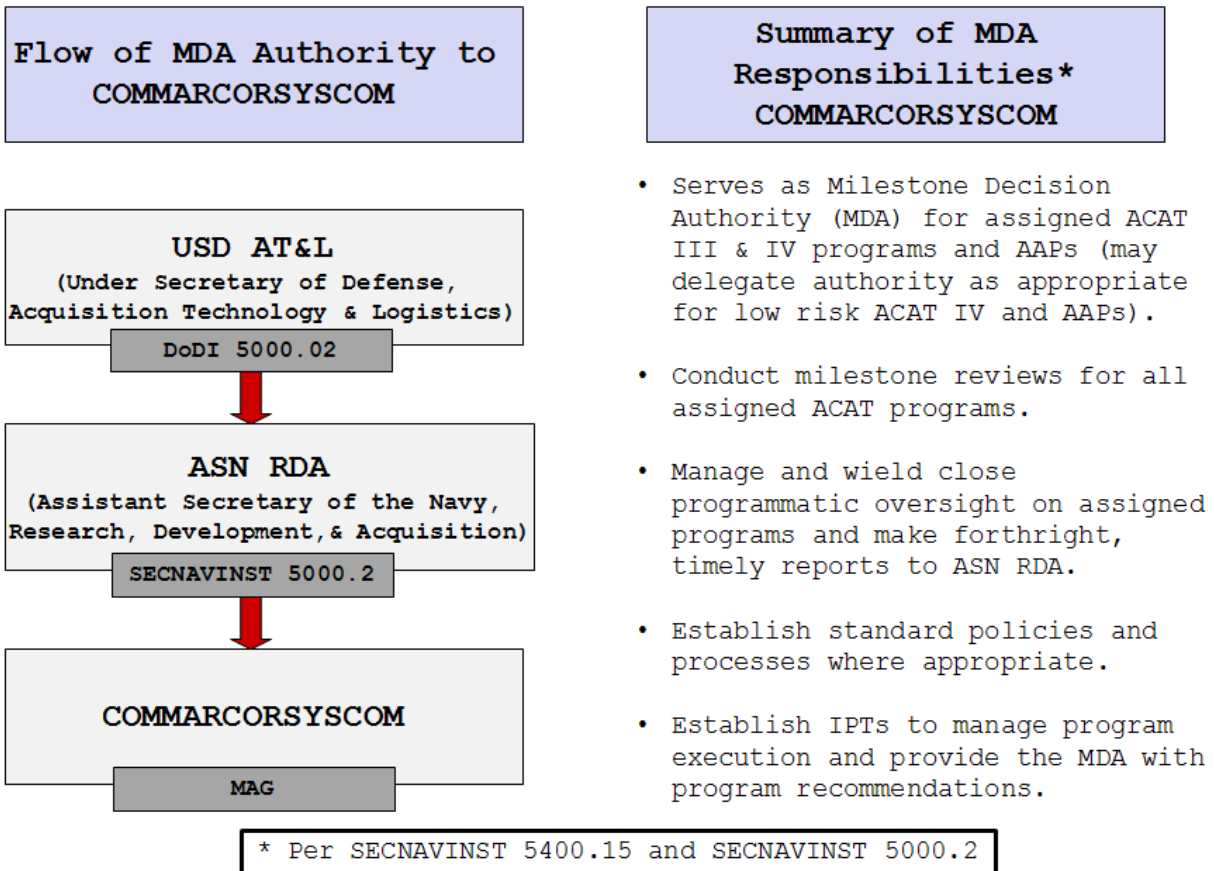 Flow of MDA Authority to
COMMARCORSYSCOM
USD AT&L
(Under Secretary of Defense,
Acquisition Technology & Logistics)
DoDI 5000.02
ASN RDA
(Assistant Secretary of the Navy,
Research, Development,& Acquisition)
SECNAVINST 5000.2
COMMARCORSYSCOM
MAG
Summary of MDA
Responsibilities*
COMMARCORSYSCOM
• Serves as Milestone Decision
Authority (MDA) for assigned ACAT
III & IV programs and AAPs (may
delegate authority as appropriate
for low risk ACAT IV and AAPs).
• Conduct milestone reviews for all
assigned ACAT programs.
• Manage and wield close
programmatic oversight on assigned
programs and make forthright,
timely reports to ASN RDA.
• Establish standard policies and
processes where appropriate.
• Establish IPTs to manage program
execution and provide the MDA with
program recommendations.
* Per SECNAVINST 5400.15 and SECNAVINST 5000.2